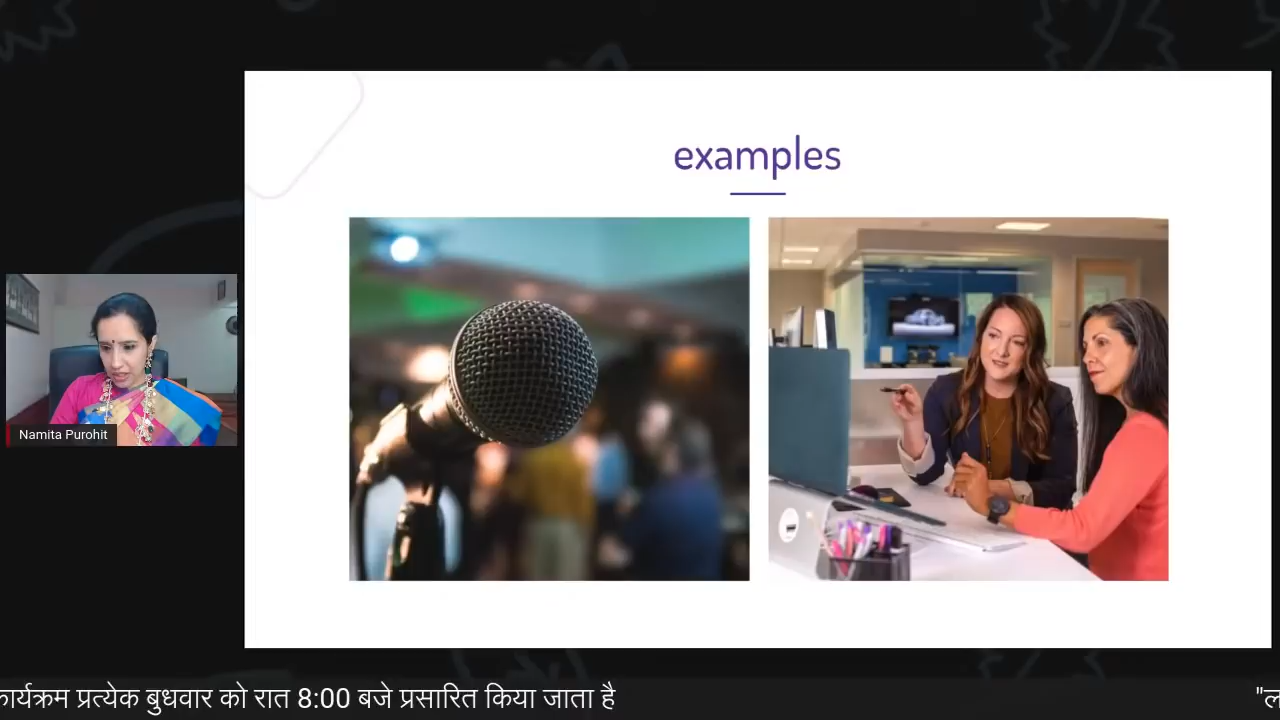 examples
Namita Purohit
कार्यक्रम प्रत्येक बुधवार को रात 8:00 बजे प्रसारित किया जाता है